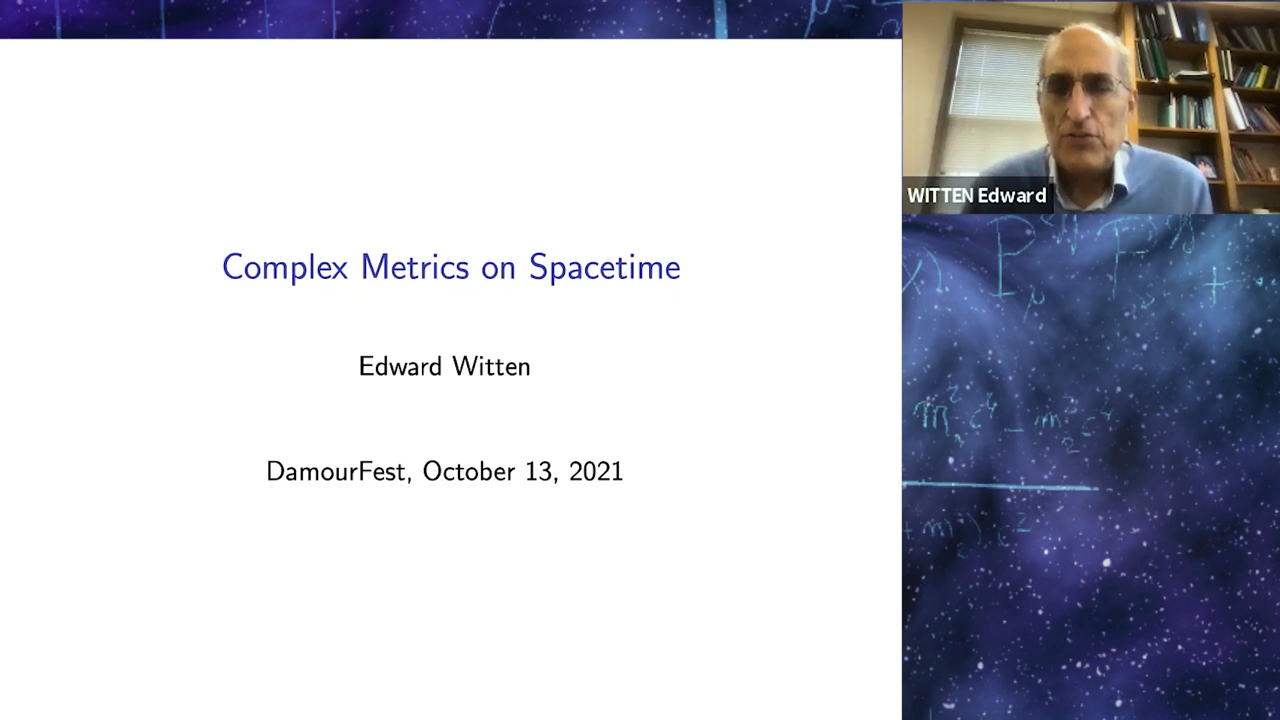 Complex Metrics on Spacetime
Edward Witten
DamourFest, October 13, 2021
WITTEN Edward